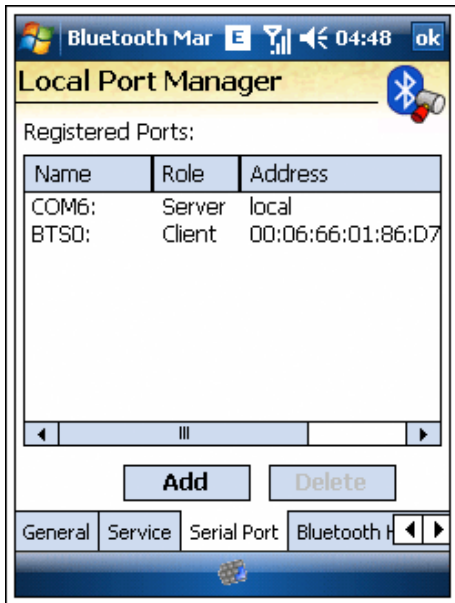 Bluetooth Mar E 04:48 ok
Local Port Manager
Registered Ports:
Name Role Address
COM6: Server local
BTS0: Client 00:06:66:01:86:D7
Add Delete
General Service Serial Port Bluetooth H